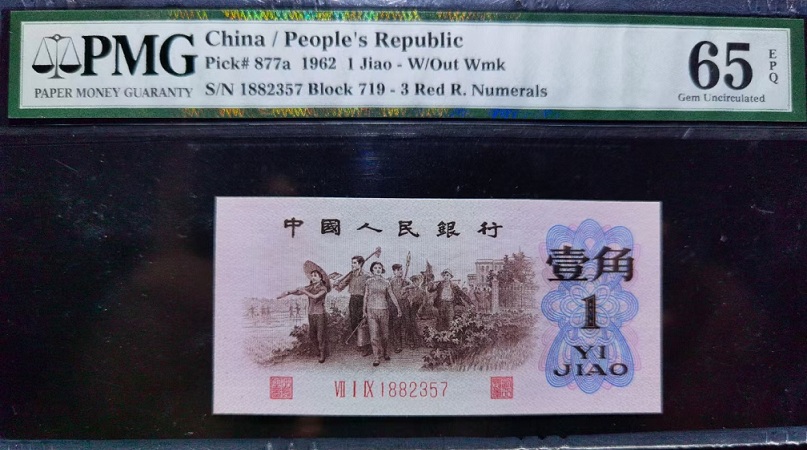 PMG
PAPER MONEY GUARANTY
China / People's Republic
Pick# 877a 1962 1 Jiao - W/Out Wmk
S/N 1882357 Block 719 - 3 Red R. Numerals
65 EPQ
Gem Uncirculated
中國人民銀行
壹角
1
YI
JIAO
Ⅶ Ⅰ Ⅸ 1882357